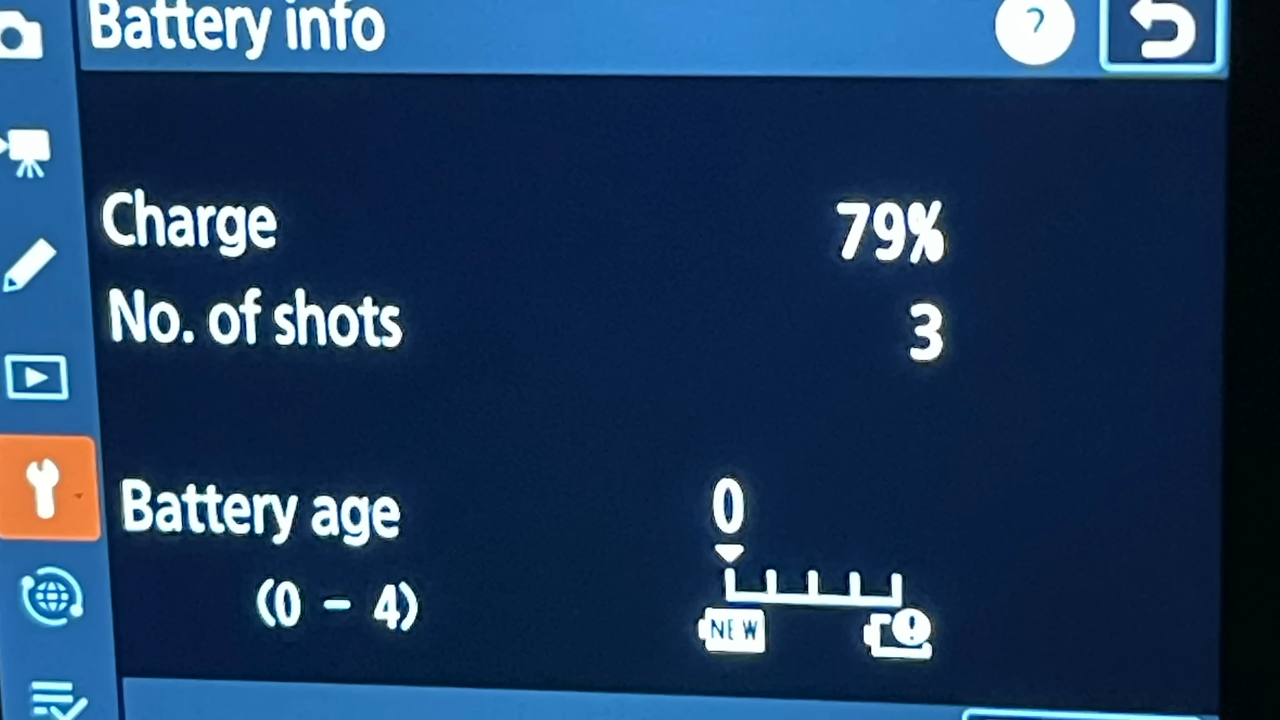 Battery info
?
Charge 79%
No. of shots 3
Battery age 0
(0 – 4)
NEW